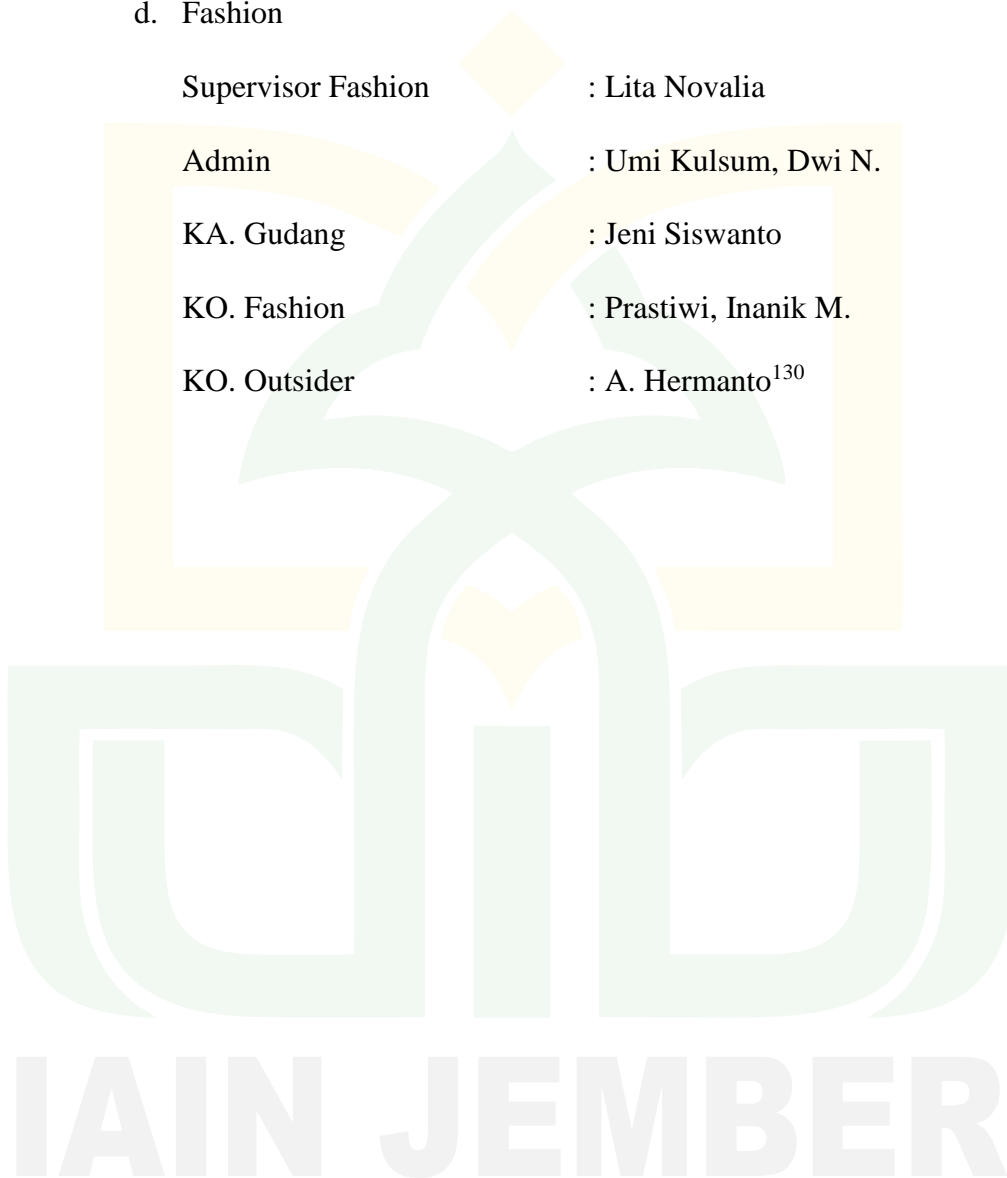 d. Fashion
Supervisor Fashion : Lita Novalia
Admin : Umi Kulsum, Dwi N.
KA. Gudang : Jeni Siswanto
KO. Fashion : Prastiwi, Inanik M.
KO. Outsider : A. Hermanto130
IAIN JEMBER